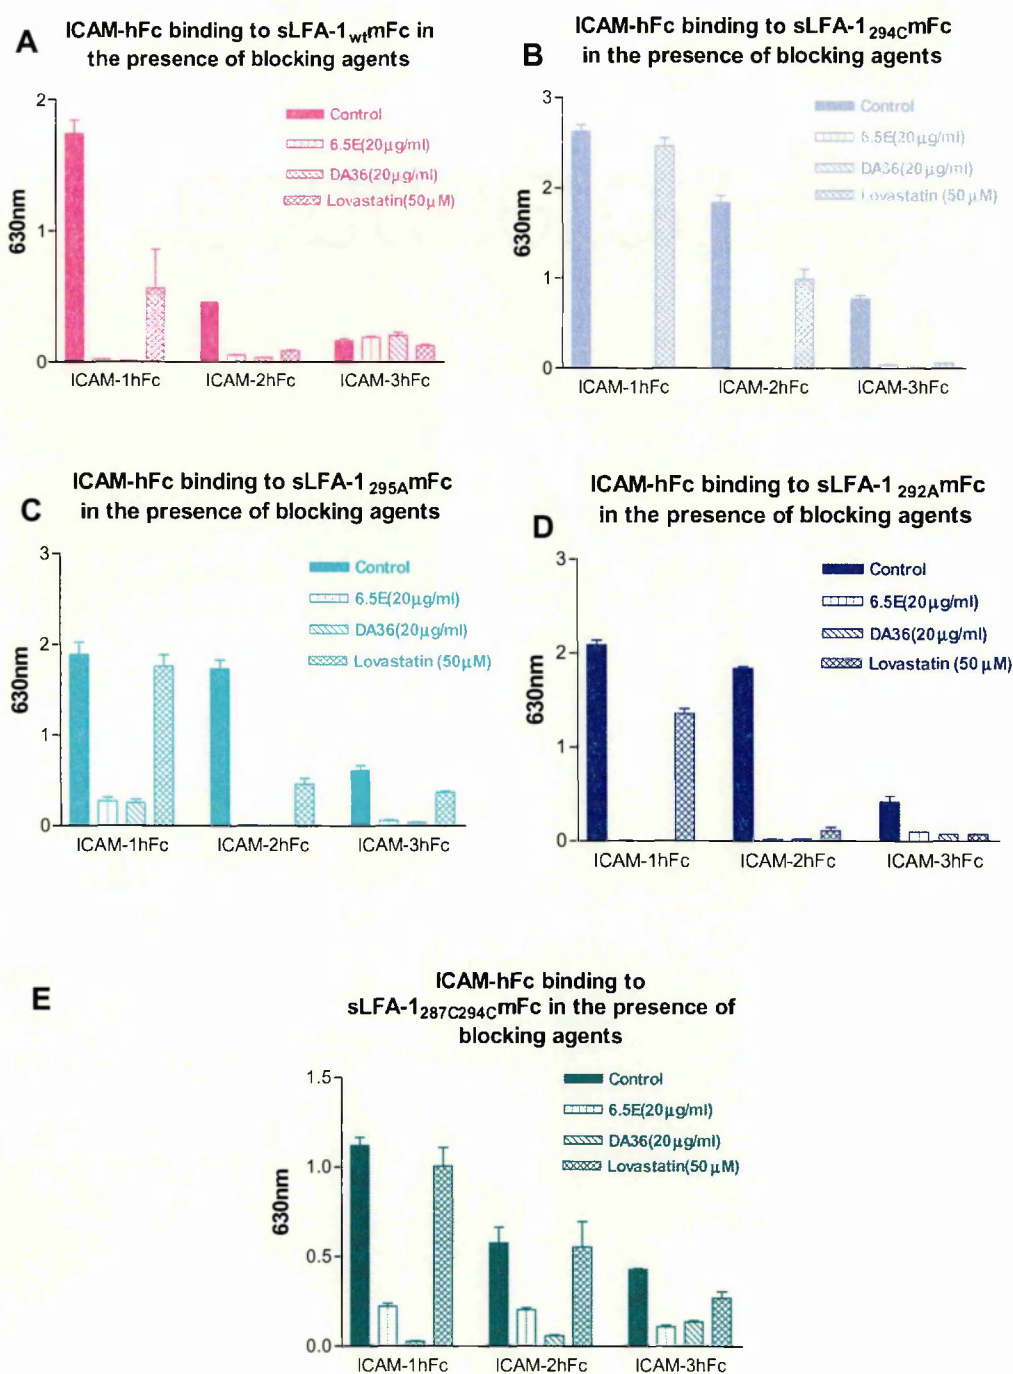 A
ICAM-hFc binding to sLFA-1wtmFc in
the presence of blocking agents
2
1
0
630nm
Control
6.5E(20μg/ml)
DA36(20μg/ml)
Lovastatin(50μM)
ICAM-1hFc ICAM-2hFc ICAM-3hFc
B
ICAM-hFc binding to sLFA-1 294CmFc
in the presence of blocking agents
3
2
1
0
630nm
Control
6.5E(20μg/ml)
DA36(20μg/ml)
Lovastatin (50μM)
ICAM-1hFc ICAM-2hFc ICAM-3hFc
C
ICAM-hFc binding to sLFA-1 295AmFc
in the presence of blocking agents
3
2
1
0
630nm
Control
6.5E(20μg/ml)
DA36(20μg/ml)
Lovastatin (50μM)
ICAM-1hFc ICAM-2hFc ICAM-3hFc
D
ICAM-hFc binding to sLFA-1 292AmFc
in the presence of blocking agents
3
2
1
0
630nm
Control
6.5E(20μg/ml)
DA36(20μg/ml)
Lovastatin (50μM)
ICAM-1hFc ICAM-2hFc ICAM-3hFc
E
ICAM-hFc binding to
sLFA-1287C294CmFc in the presence of
blocking agents
1.5
1.0
0.5
0.0
630nm
Control
6.5E(20μg/ml)
DA36(20μg/ml)
Lovastatin(50μM)
ICAM-1hFc ICAM-2hFc ICAM-3hFc